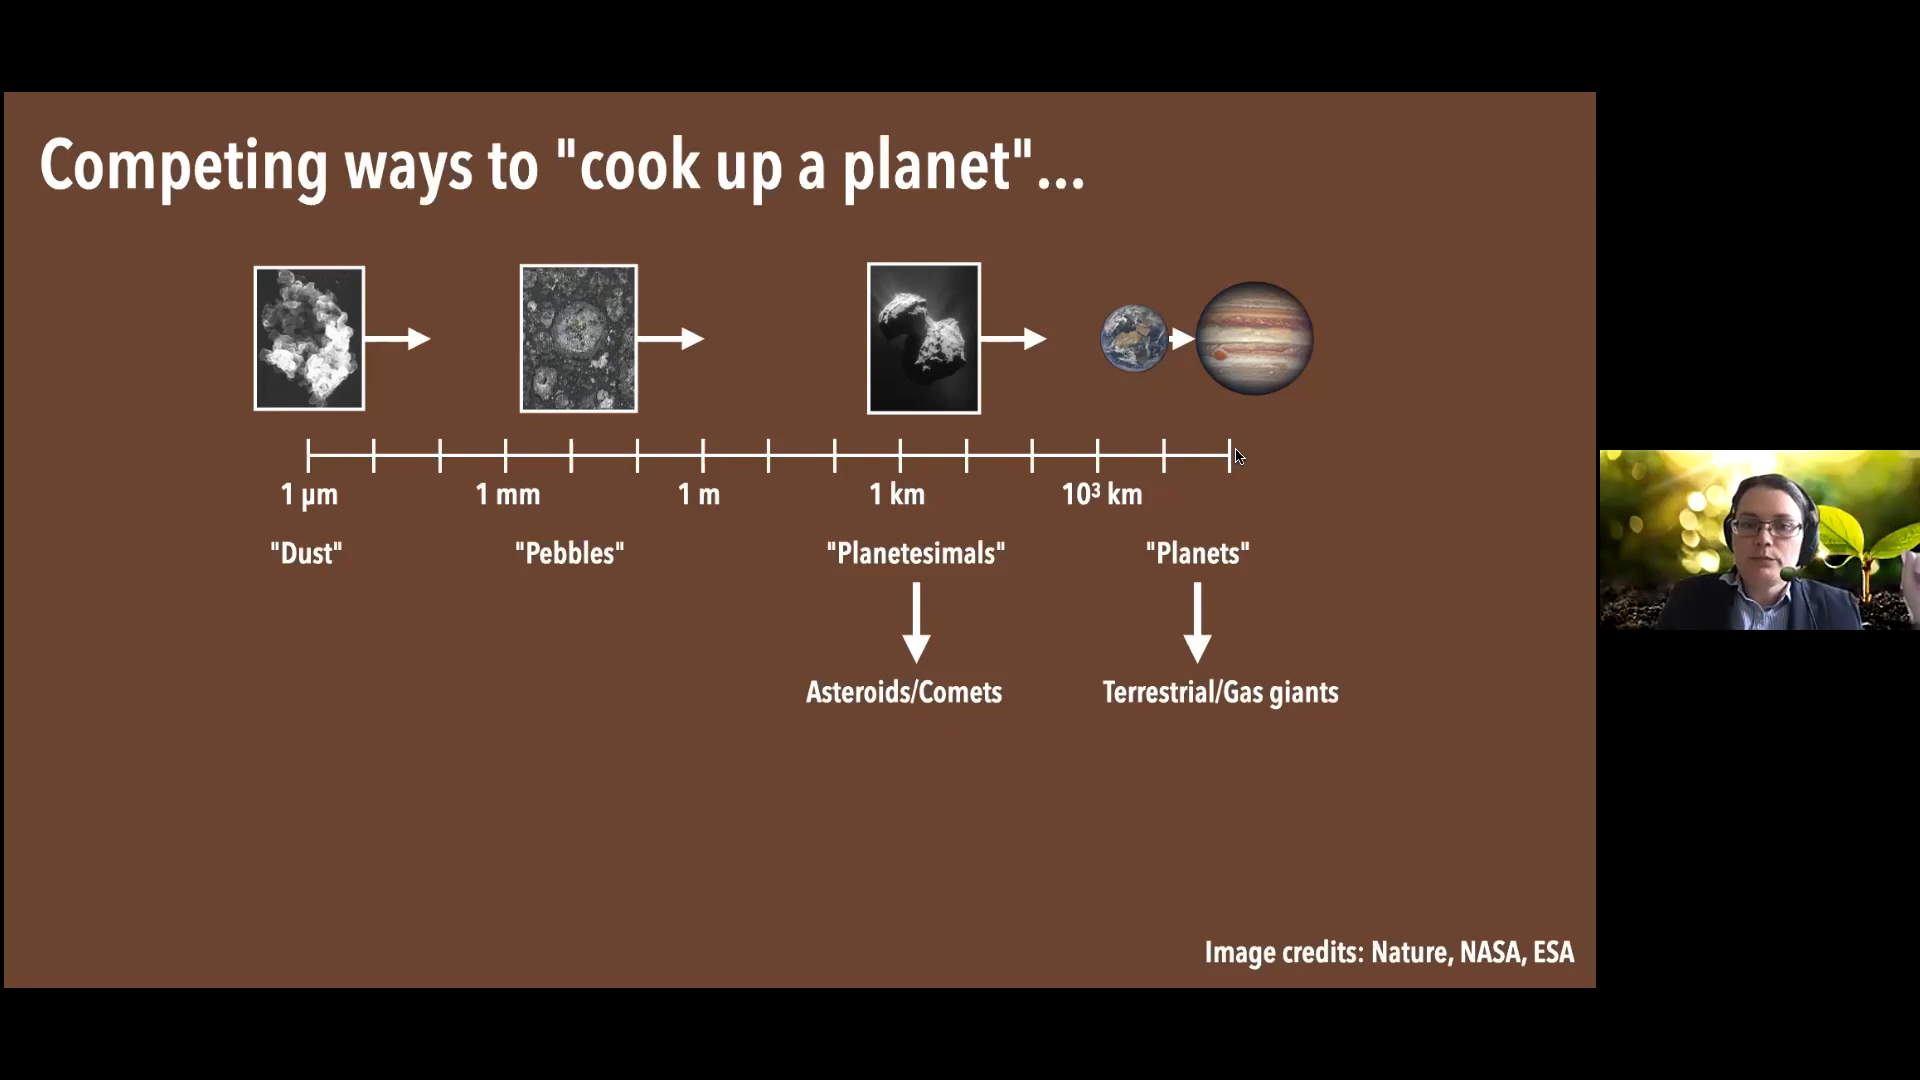 Competing ways to "cook up a planet"...
1 μm 1 mm 1 m 1 km 10³ km
"Dust" "Pebbles" "Planetesimals" "Planets"
Asteroids/Comets Terrestrial/Gas giants
Image credits: Nature, NASA, ESA